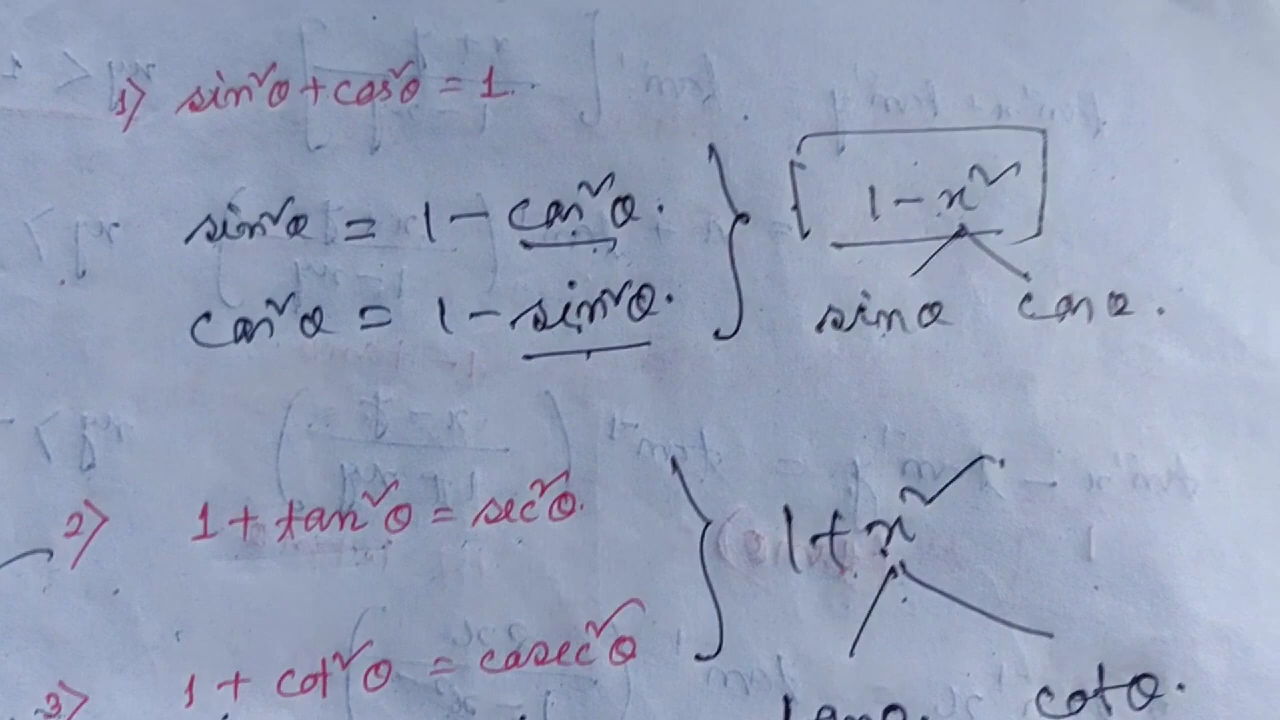 1) sin²θ + cos²θ = 1.
sin²θ = 1 - cos²θ.
cos²θ = 1 - sin²θ.
} [1 - x²]
sinθ cosθ.
2) 1 + tan²θ = sec²θ.
3) 1 + cot²θ = cosec²θ
} 1 + x²
tanθ. cotθ.